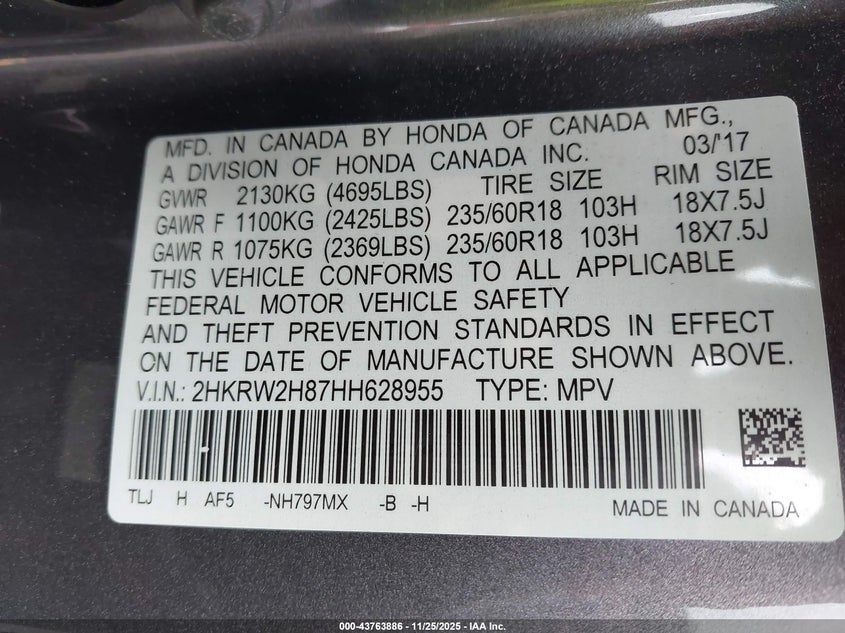 MFD. IN CANADA BY HONDA OF CANADA MFG.,
A DIVISION OF HONDA CANADA INC. 03/'17
GVWR 2130KG (4695LBS) TIRE SIZE RIM SIZE
GAWR F 1100KG (2425LBS) 235/60R18 103H 18X7.5J
GAWR R 1075KG (2369LBS) 235/60R18 103H 18X7.5J
THIS VEHICLE CONFORMS TO ALL APPLICABLE
FEDERAL MOTOR VEHICLE SAFETY
AND THEFT PREVENTION STANDARDS IN EFFECT
ON THE DATE OF MANUFACTURE SHOWN ABOVE.
V.I.N.: 2HKRW2H87HH628955 TYPE: MPV
TLJ H AF5 -NH797MX -B -H MADE IN CANADA
000-43763886 - 11/25/2025 - IAA Inc.